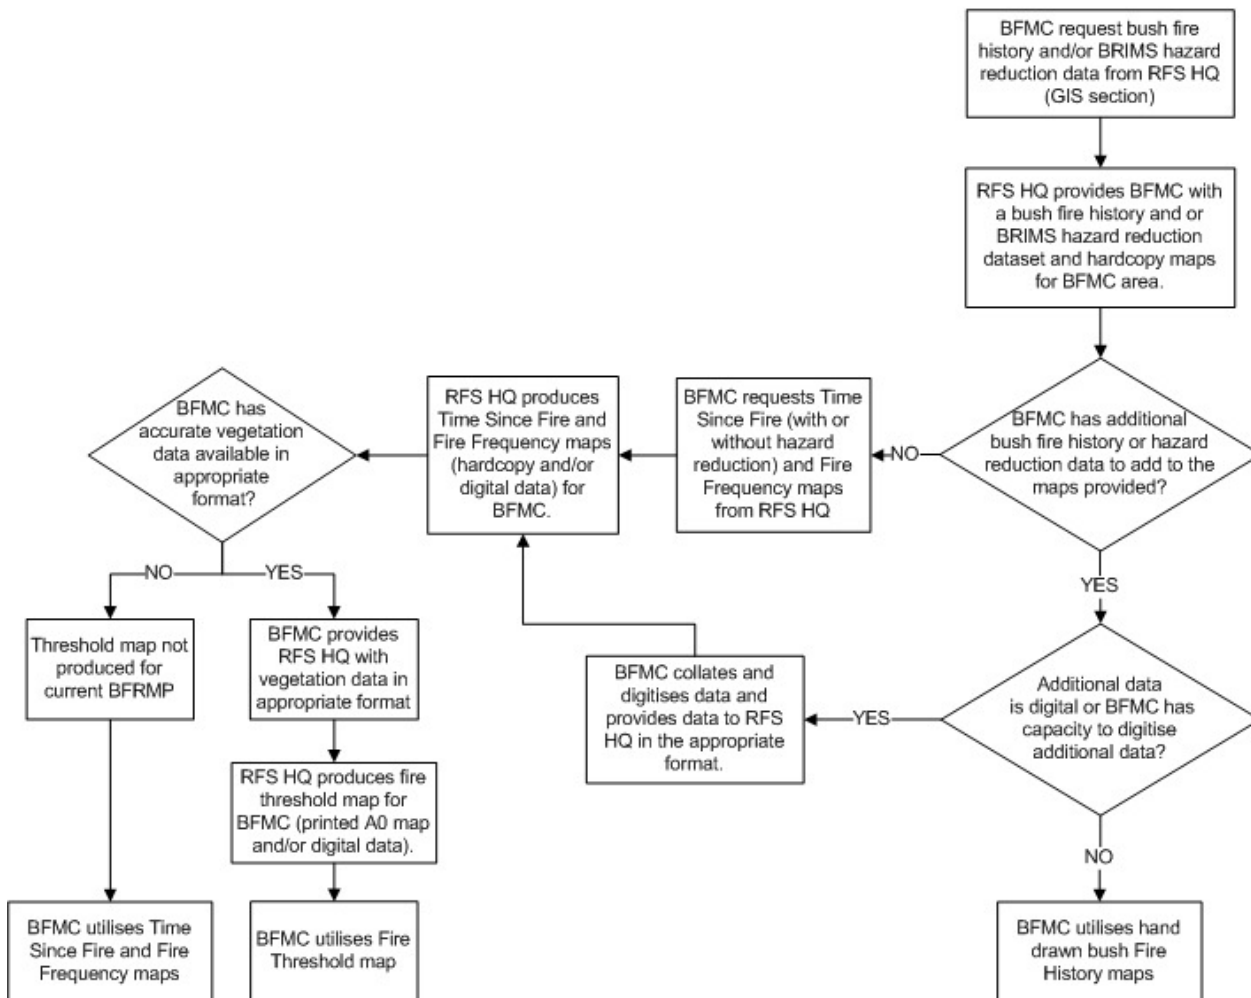 BFMC request bush fire
history and/or BRIMS hazard
reduction data from RFS HQ
(GIS section)
RFS HQ provides BFMC with
a bush fire history and or
BRIMS hazard reduction
dataset and hardcopy maps
for BFMC area.
BFMC has additional
bush fire history or hazard
reduction data to add to the
maps provided?
NO
BFMC requests Time
Since Fire (with or
without hazard
reduction) and Fire
Frequency maps
from RFS HQ
RFS HQ produces
Time Since Fire and
Fire Frequency maps
(hardcopy and/or
digital data) for
BFMC.
BFMC has
accurate vegetation
data available in
appropriate
format?
NO
YES
Threshold map not
produced for
current BFRMP
BFMC utilises Time
Since Fire and Fire
Frequency maps
BFMC provides
RFS HQ with
vegetation data in
appropriate format
RFS HQ produces fire
threshold map for
BFMC (printed A0 map
and/or digital data).
BFMC utilises Fire
Threshold map
YES
Additional data
is digital or BFMC has
capacity to digitise
additional data?
YES
BFMC collates and
digitises data and
provides data to RFS
HQ in the appropriate
format.
NO
BFMC utilises hand
drawn bush Fire
History maps